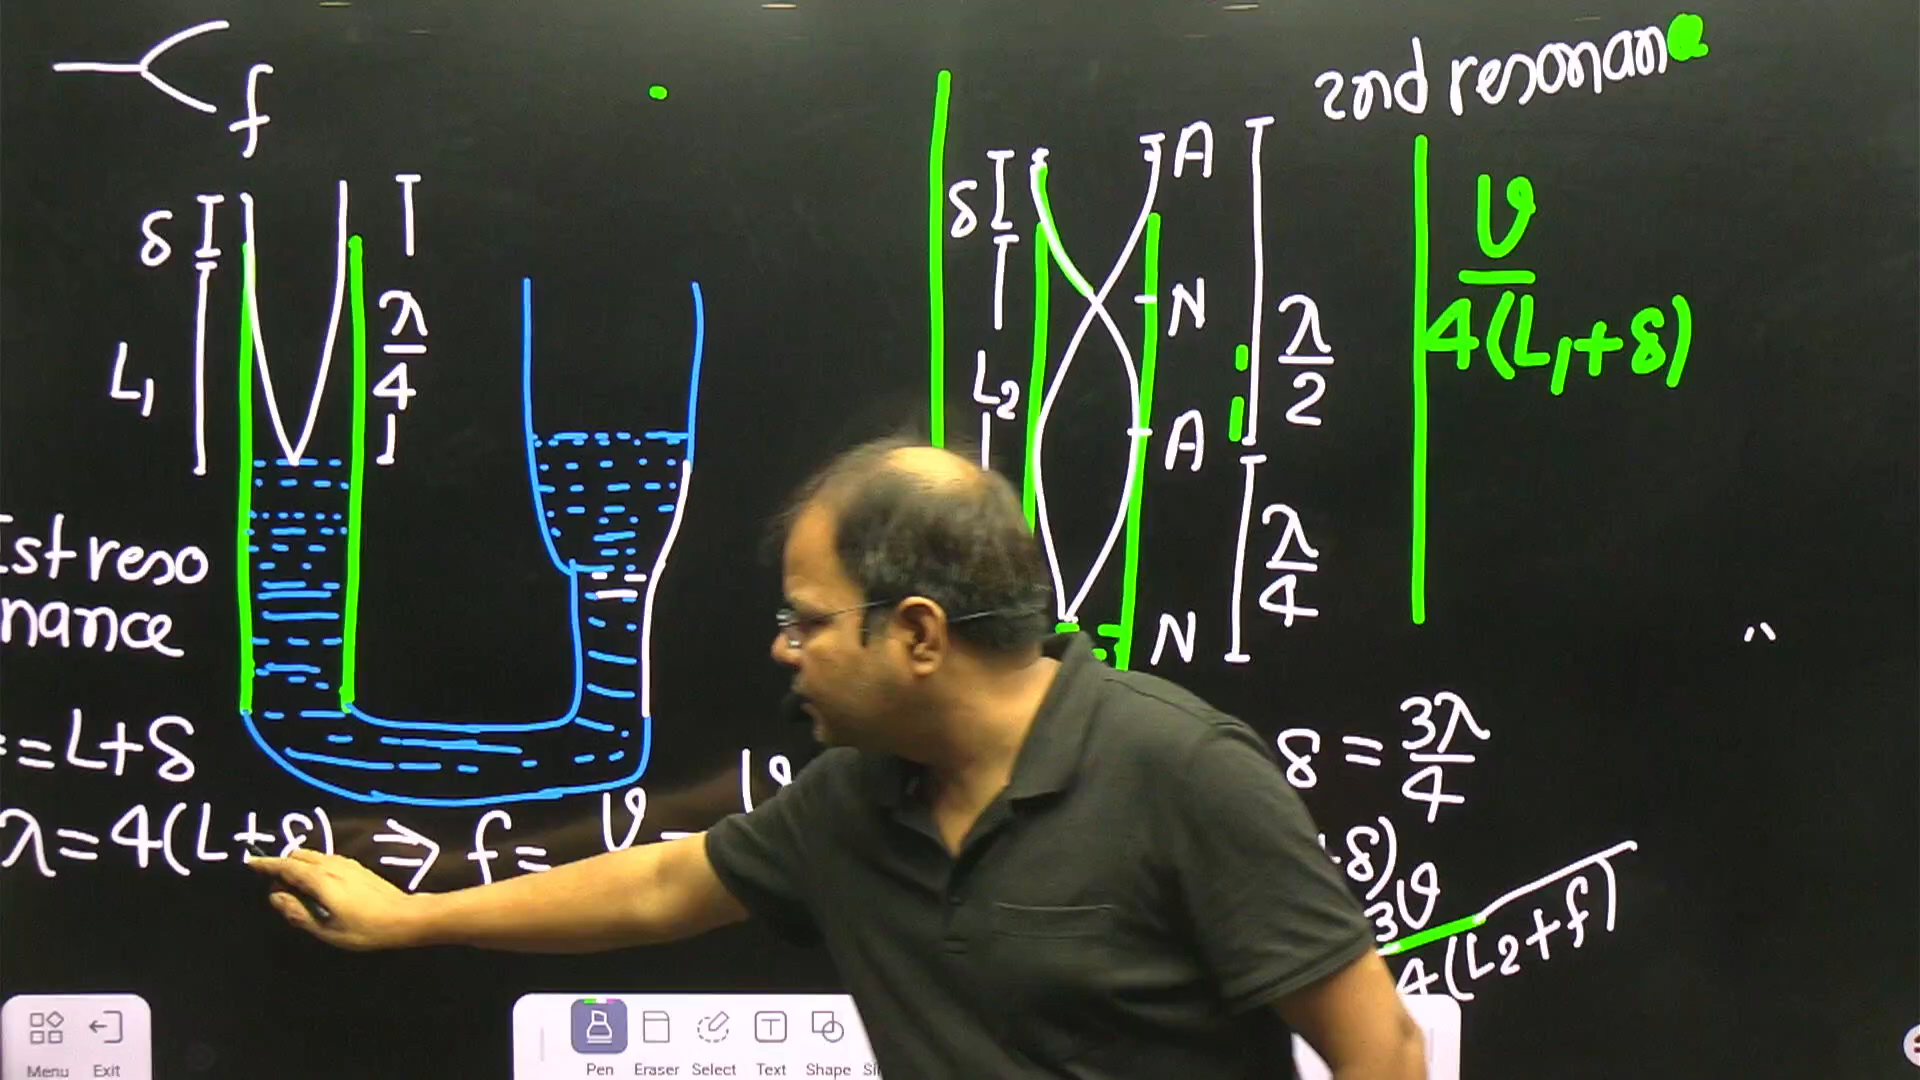 f
δ
L₁
λ/4
Ist reso
nance
= L+δ
λ = 4(L+δ) ⇒ f = v
2nd resonance
δ
L₂
A
N
A
N
λ/2
λ/4
v/4(L₁+δ)
δ = 3λ/4
+δ)
3v/4(L₂+f)
Menu
Exit
Pen
Eraser
Select
Text
Shape